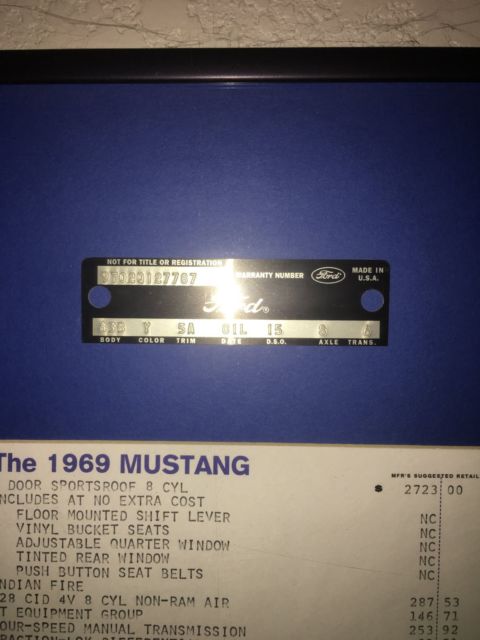 NOT FOR TITLE OR REGISTRATION
9F02Q127767 WARRANTY NUMBER Ford MADE IN U.S.A.
Ford
63B Y 5A 01L 15 8 6
BODY COLOR TRIM DATE D.S.O. AXLE TRANS.
The 1969 MUSTANG
MFR'S SUGGESTED RETAIL
DOOR SPORTSROOF 8 CYL $ 2723 00
NCLUDES AT NO EXTRA COST
FLOOR MOUNTED SHIFT LEVER NC
VINYL BUCKET SEATS NC
ADJUSTABLE QUARTER WINDOW NC
TINTED REAR WINDOW NC
PUSH BUTTON SEAT BELTS NC
NDIAN FIRE
28 CID 4V 8 CYL NON-RAM AIR 287 53
T EQUIPMENT GROUP 146 71
OUR-SPEED MANUAL TRANSMISSION 253 92